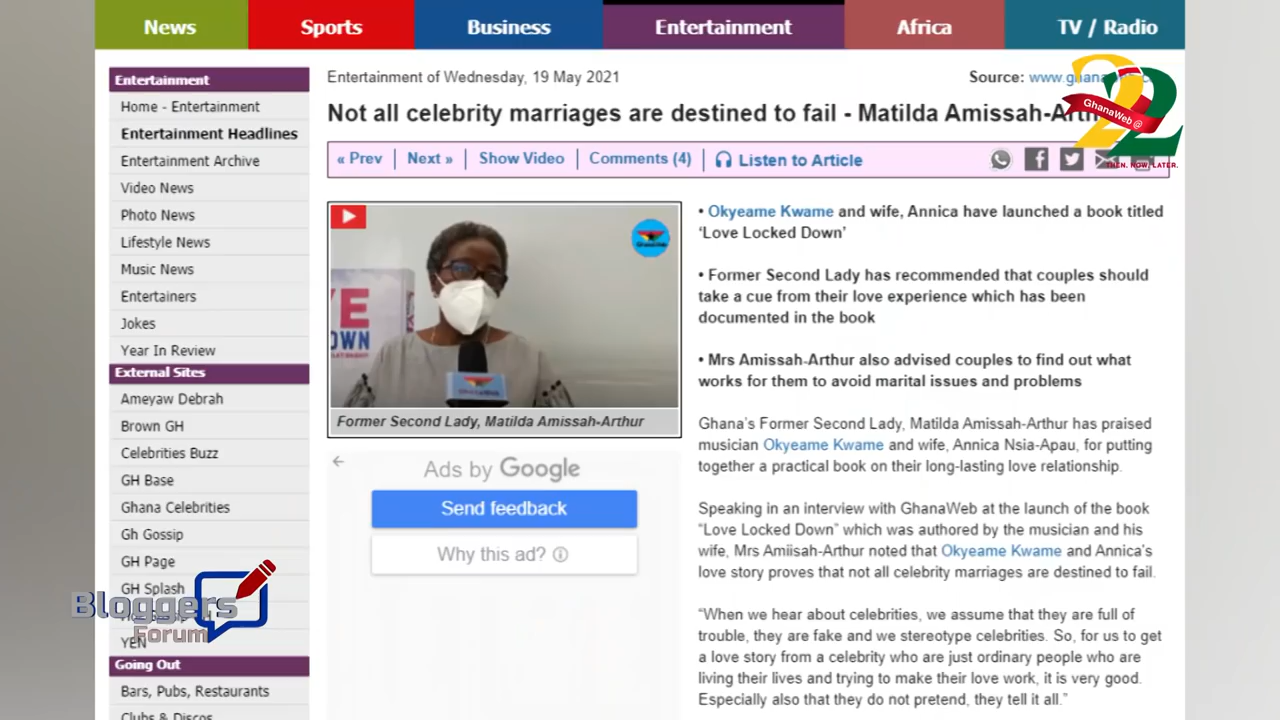 News
Sports
Business
Entertainment
Africa
TV / Radio
Entertainment
Home - Entertainment
Entertainment Headlines
Entertainment Archive
Video News
Photo News
Lifestyle News
Music News
Entertainers
Jokes
Year In Review
External Sites
Ameyaw Debrah
Brown GH
Celebrities Buzz
GH Base
Ghana Celebrities
Gh Gossip
GH Page
GH Splash
YEN
Going Out
Bars, Pubs, Restaurants
Clubs & Discos
Bloggers
Forum
Entertainment of Wednesday, 19 May 2021
Source:
22
GhanaWeb @
THEN. NOW. LATER.
Not all celebrity marriages are destined to fail - Matilda Amissah-
« Prev
Next »
Show Video
Comments (4)
Listen to Article
GhanaWeb
Former Second Lady, Matilda Amissah-Arthur
Ads by Google
Send feedback
Why this ad?
• Okyeame Kwame and wife, Annica have launched a book titled
‘Love Locked Down’
• Former Second Lady has recommended that couples should
take a cue from their love experience which has been
documented in the book
• Mrs Amissah-Arthur also advised couples to find out what
works for them to avoid marital issues and problems
Ghana’s Former Second Lady, Matilda Amissah-Arthur has praised
musician Okyeame Kwame and wife, Annica Nsia-Apau, for putting
together a practical book on their long-lasting love relationship.
Speaking in an interview with GhanaWeb at the launch of the book
“Love Locked Down” which was authored by the musician and his
wife, Mrs Amiisah-Arthur noted that Okyeame Kwame and Annica’s
love story proves that not all celebrity marriages are destined to fail.
“When we hear about celebrities, we assume that they are full of
trouble, they are fake and we stereotype celebrities. So, for us to get
a love story from a celebrity who are just ordinary people who are
living their lives and trying to make their love work, it is very good.
Especially also that they do not pretend, they tell it all.”